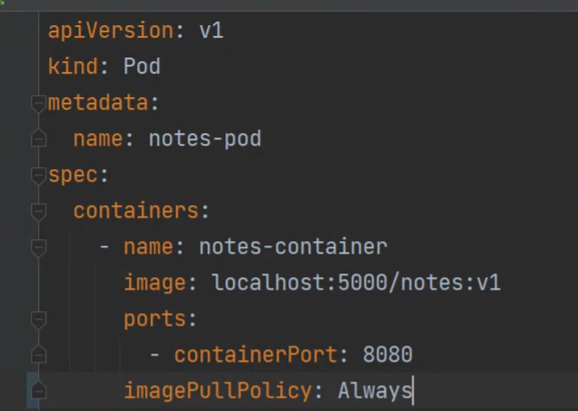 apiVersion: v1
kind: Pod
metadata:
  name: notes-pod
spec:
  containers:
    - name: notes-container
      image: localhost:5000/notes:v1
      ports:
        - containerPort: 8080
      imagePullPolicy: Always